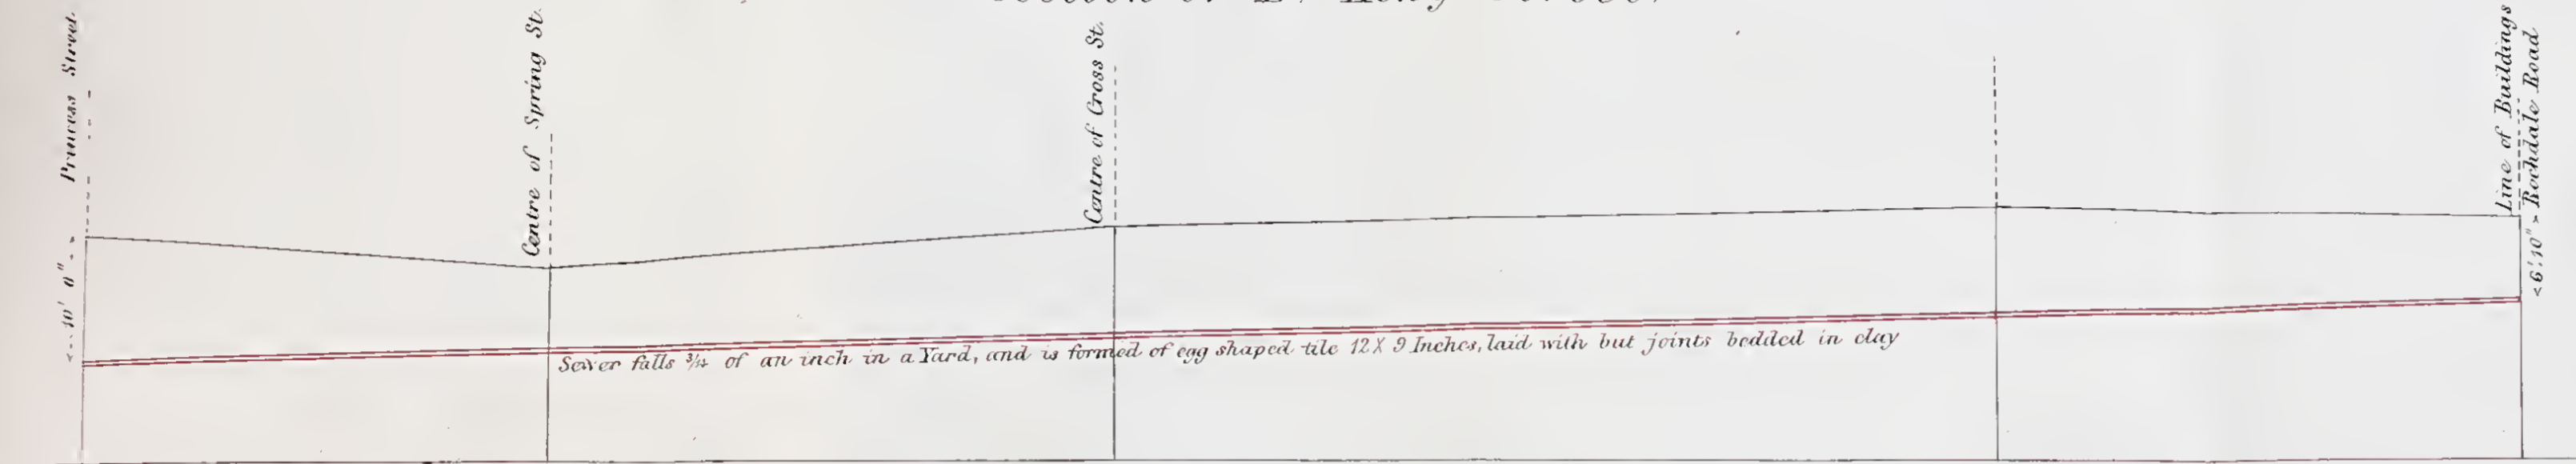 Princess Street.
Centre of Spring St.
Centre of Cross St.
Line of Buildings
Rochdale Road
10' 0"
6' 10"
Sewer falls 3/4 of an inch in a Yard, and is formed of egg shaped tile 12 X 9 Inches, laid with but joints bedded in clay